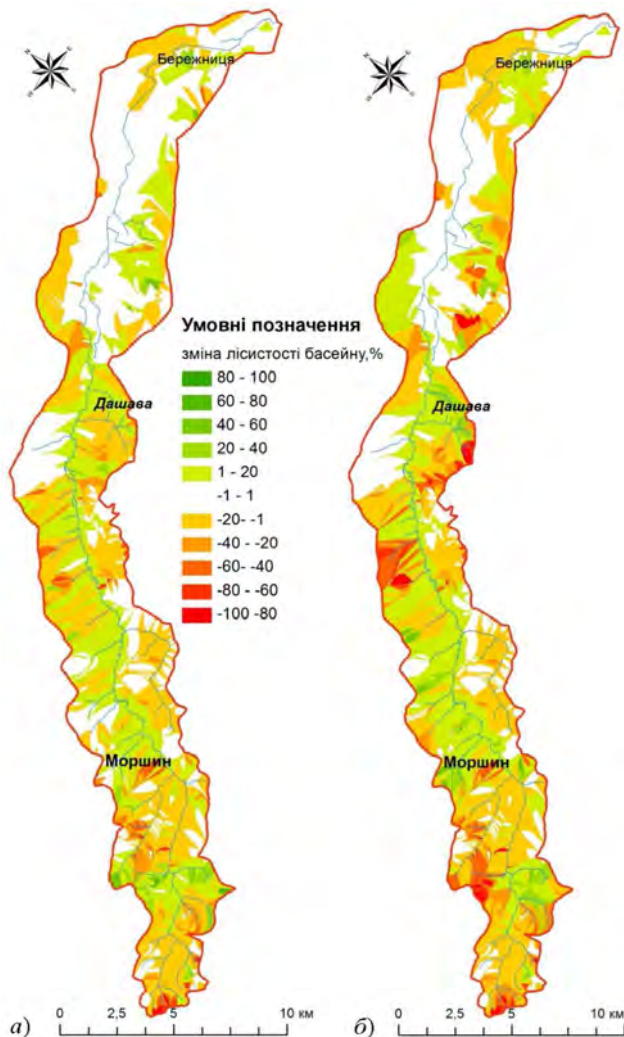 Бережниця
Бережниця
Умовні позначення
зміна лісистості басейну,%
80 - 100
60 - 80
40 - 60
20 - 40
1 - 20
-1 - 1
-20- -1
-40 - -20
-60- -40
-80 - -60
-100 -80
Дашава
Дашава
Моршин
Моршин
а) 0 2,5 5 10 км
б) 0 2,5 5 10 км